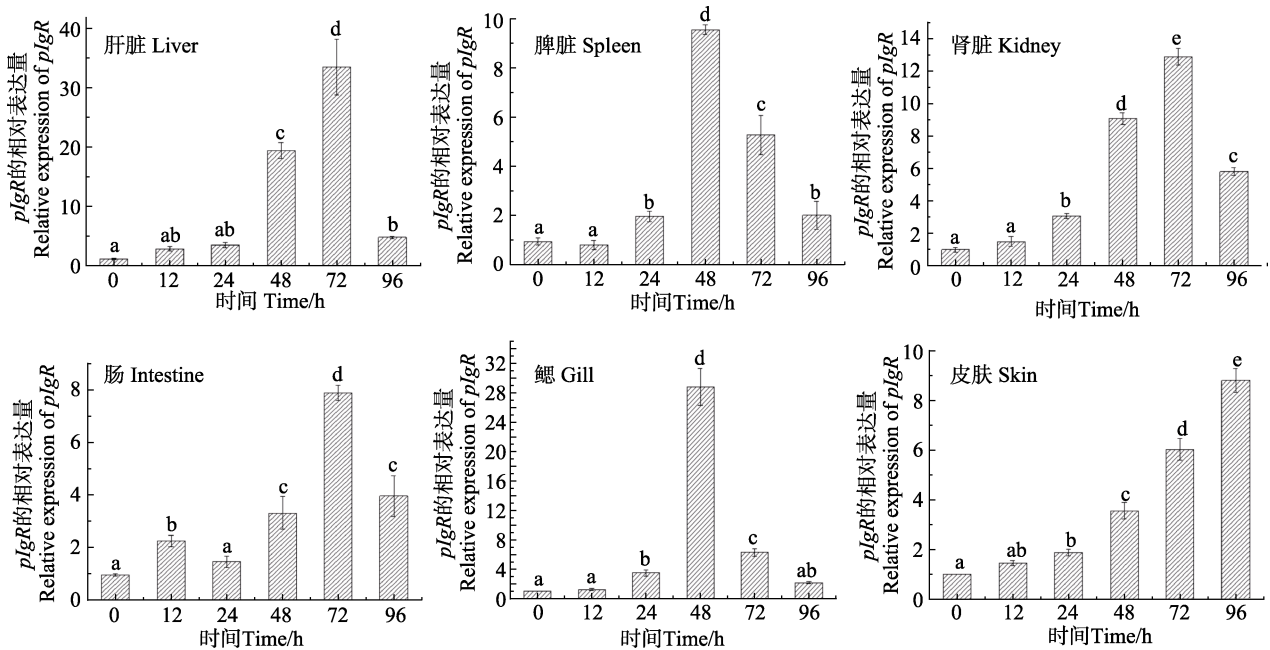 肝脏 Liver
pIgR的相对表达量
Relative expression of pIgR
40
30
20
10
0
a
ab
ab
c
d
b
0 12 24 48 72 96
时间 Time/h
脾脏 Spleen
pIgR的相对表达量
Relative expression of pIgR
10
8
6
4
2
0
a
a
b
d
c
b
0 12 24 48 72 96
时间Time/h
肾脏 Kidney
pIgR的相对表达量
Relative expression of pIgR
14
12
10
8
6
4
2
0
a
a
b
d
e
c
0 12 24 48 72 96
时间Time/h
肠 Intestine
pIgR的相对表达量
Relative expression of pIgR
8
6
4
2
0
a
b
a
c
d
c
0 12 24 48 72 96
时间Time/h
鳃 Gill
pIgR的相对表达量
Relative expression of pIgR
32
28
24
20
16
12
8
4
0
a
a
b
d
c
ab
0 12 24 48 72 96
时间Time/h
皮肤 Skin
pIgR的相对表达量
Relative expression of pIgR
10
8
6
4
2
0
a
ab
b
c
d
e
0 12 24 48 72 96
时间Time/h